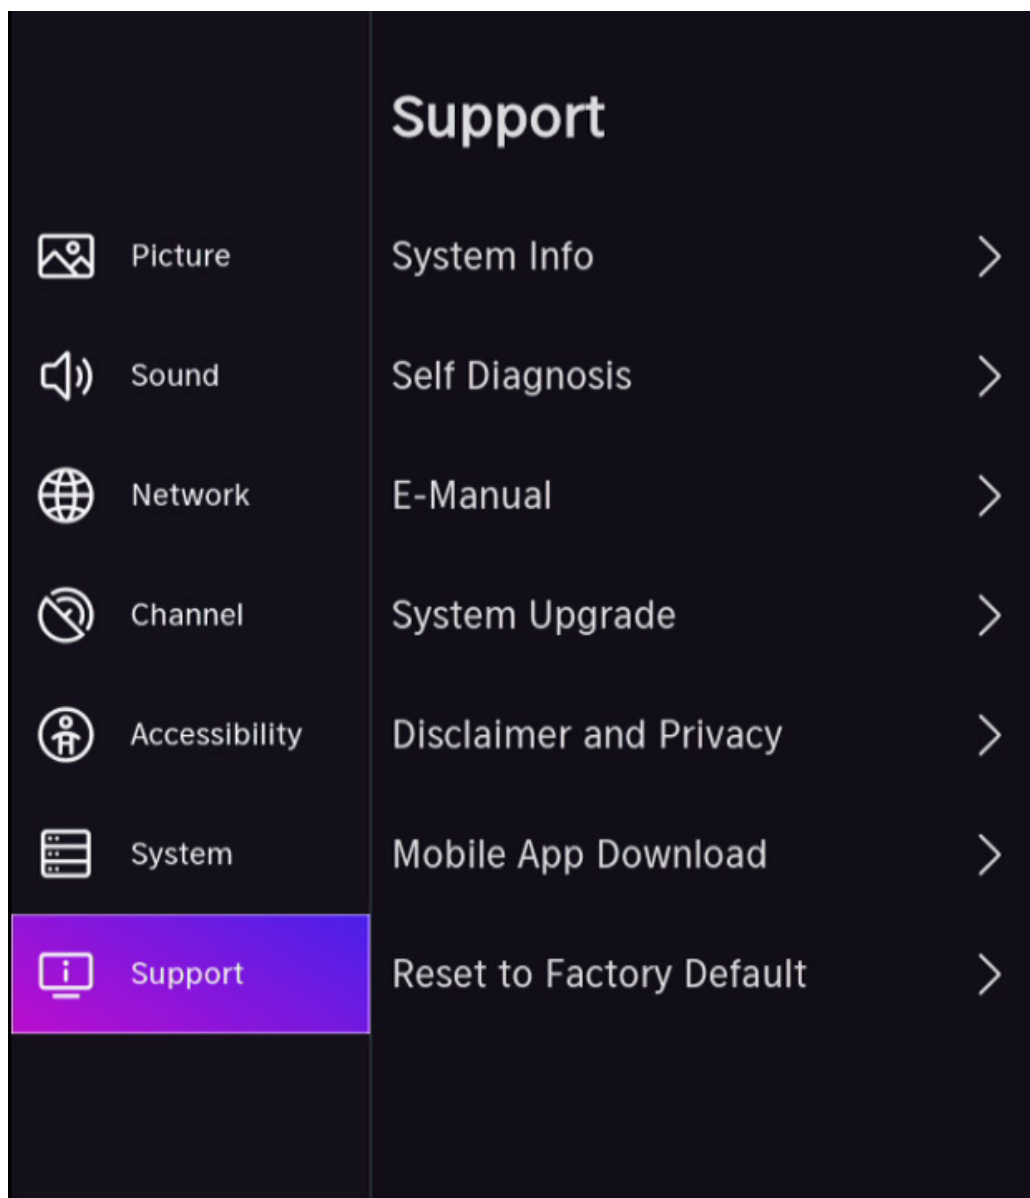 Support
Picture
System Info
Sound
Self Diagnosis
Network
E-Manual
Channel
System Upgrade
Accessibility
Disclaimer and Privacy
System
Mobile App Download
Support
Reset to Factory Default